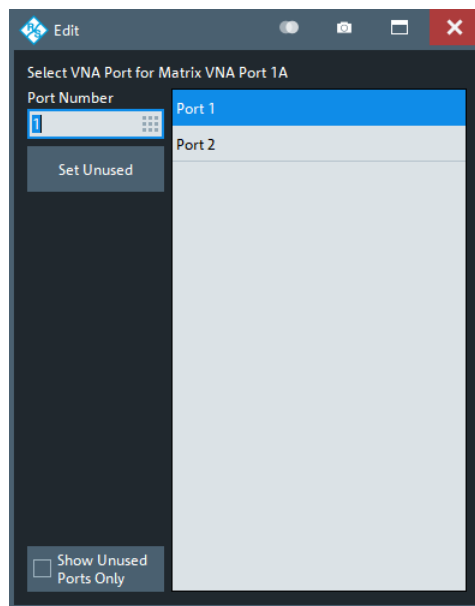 R&S
Edit
Select VNA Port for Matrix VNA Port 1A
Port Number
1
Set Unused
Port 1
Port 2
Show Unused
Ports Only